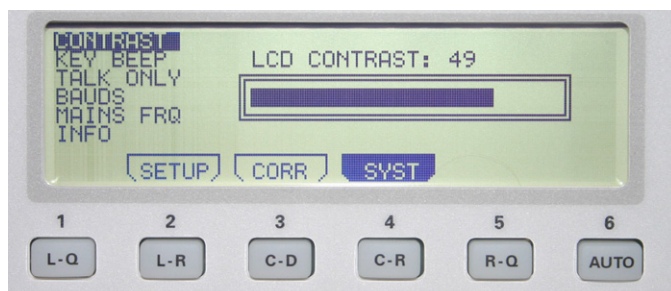 CONTRAST
KEY BEEP
TALK ONLY
BAUDS
MAINS FRQ
INFO
LCD CONTRAST: 49
SETUP CORR SYST
1 2 3 4 5 6
L-Q L-R C-D C-R R-Q AUTO